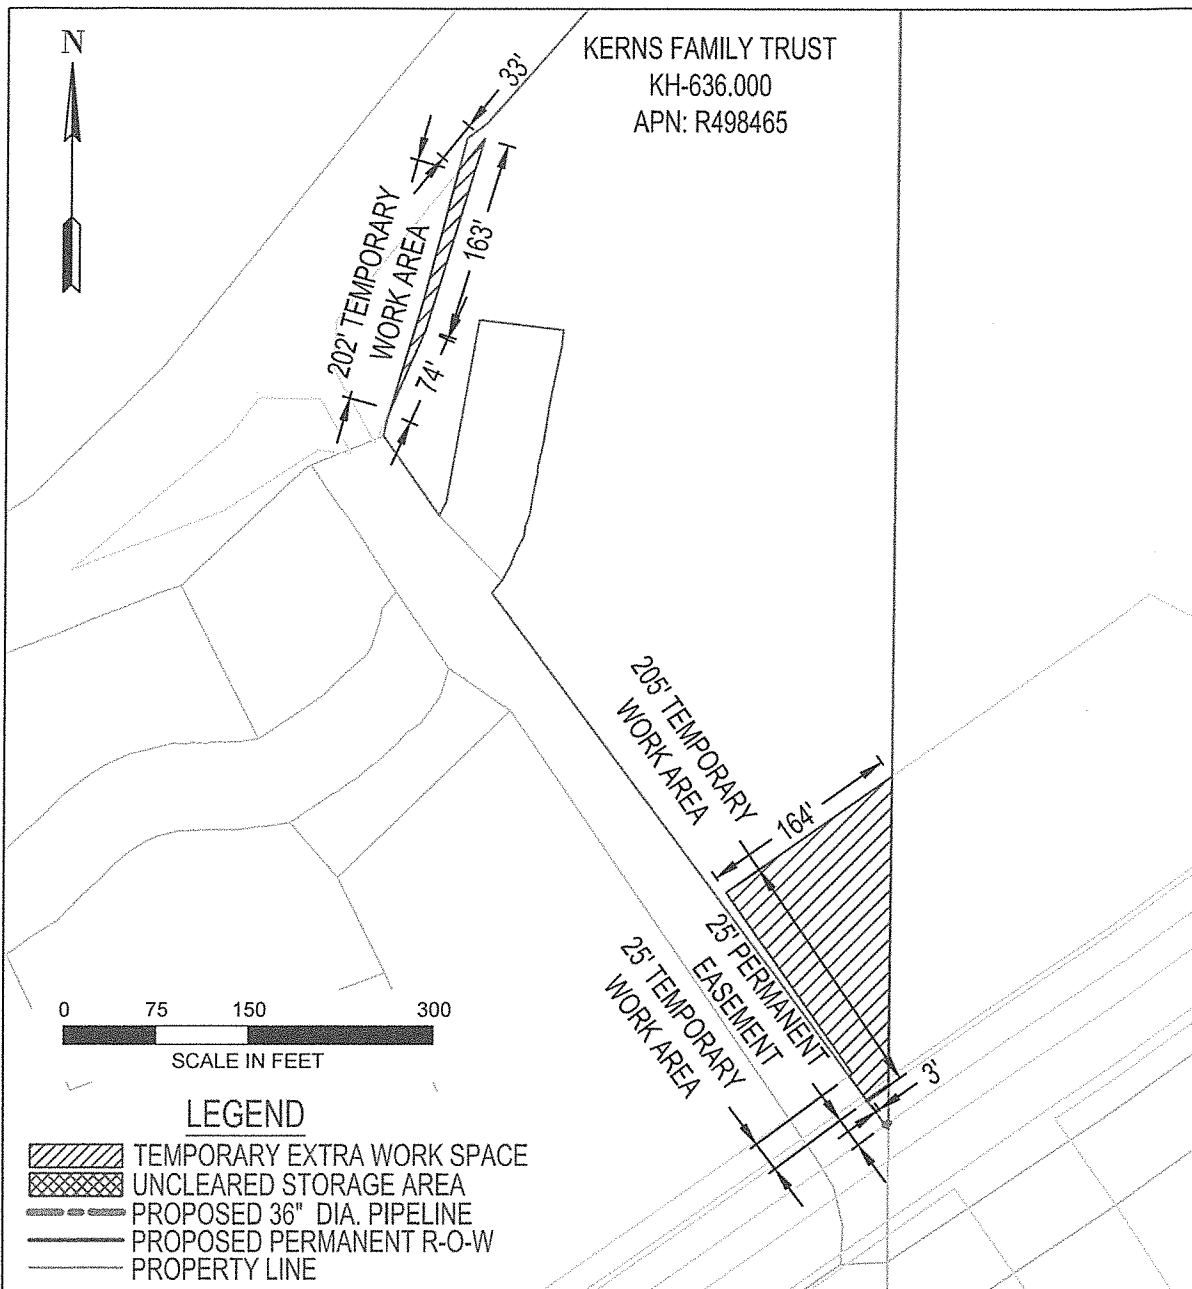 N
KERNS FAMILY TRUST
KH-636.000
APN: R498465
33'
202' TEMPORARY
WORK AREA
163'
74'
205' TEMPORARY
WORK AREA
164'
25' PERMANENT
EASEMENT
25' TEMPORARY
WORK AREA
3'
0 75 150 300
SCALE IN FEET
LEGEND
TEMPORARY EXTRA WORK SPACE
UNCLEARED STORAGE AREA
PROPOSED 36" DIA. PIPELINE
PROPOSED PERMANENT R-O-W
PROPERTY LINE